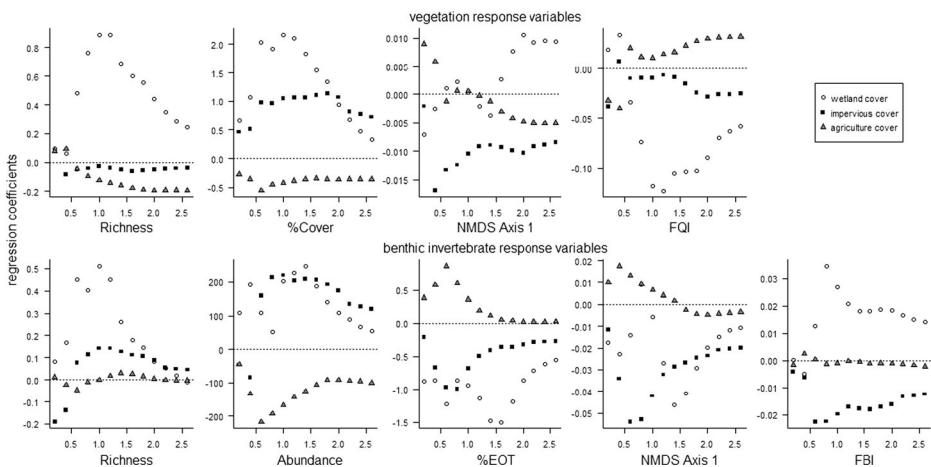 vegetation response variables
0.8
0.6
0.4
0.2
0.0
-0.2
0.5 1.0 1.5 2.0 2.5
Richness
2.0
1.5
1.0
0.5
0.0
-0.5
0.5 1.0 1.5 2.0 2.5
%Cover
0.010
0.005
0.000
-0.005
-0.010
-0.015
0.5 1.0 1.5 2.0 2.5
NMDS Axis 1
0.00
-0.05
-0.10
0.5 1.0 1.5 2.0 2.5
FQI
wetland cover
impervious cover
agriculture cover
regression coefficients
benthic invertebrate response variables
0.5
0.4
0.3
0.2
0.1
0.0
-0.1
-0.2
0.5 1.0 1.5 2.0 2.5
Richness
200
100
0
-100
-200
0.5 1.0 1.5 2.0 2.5
Abundance
0.5
0.0
-0.5
-1.0
-1.5
0.5 1.0 1.5 2.0 2.5
%EOT
0.02
0.01
0.00
-0.01
-0.02
-0.03
-0.04
-0.05
0.5 1.0 1.5 2.0 2.5
NMDS Axis 1
0.03
0.02
0.01
0.00
-0.01
-0.02
0.5 1.0 1.5 2.0 2.5
FBI